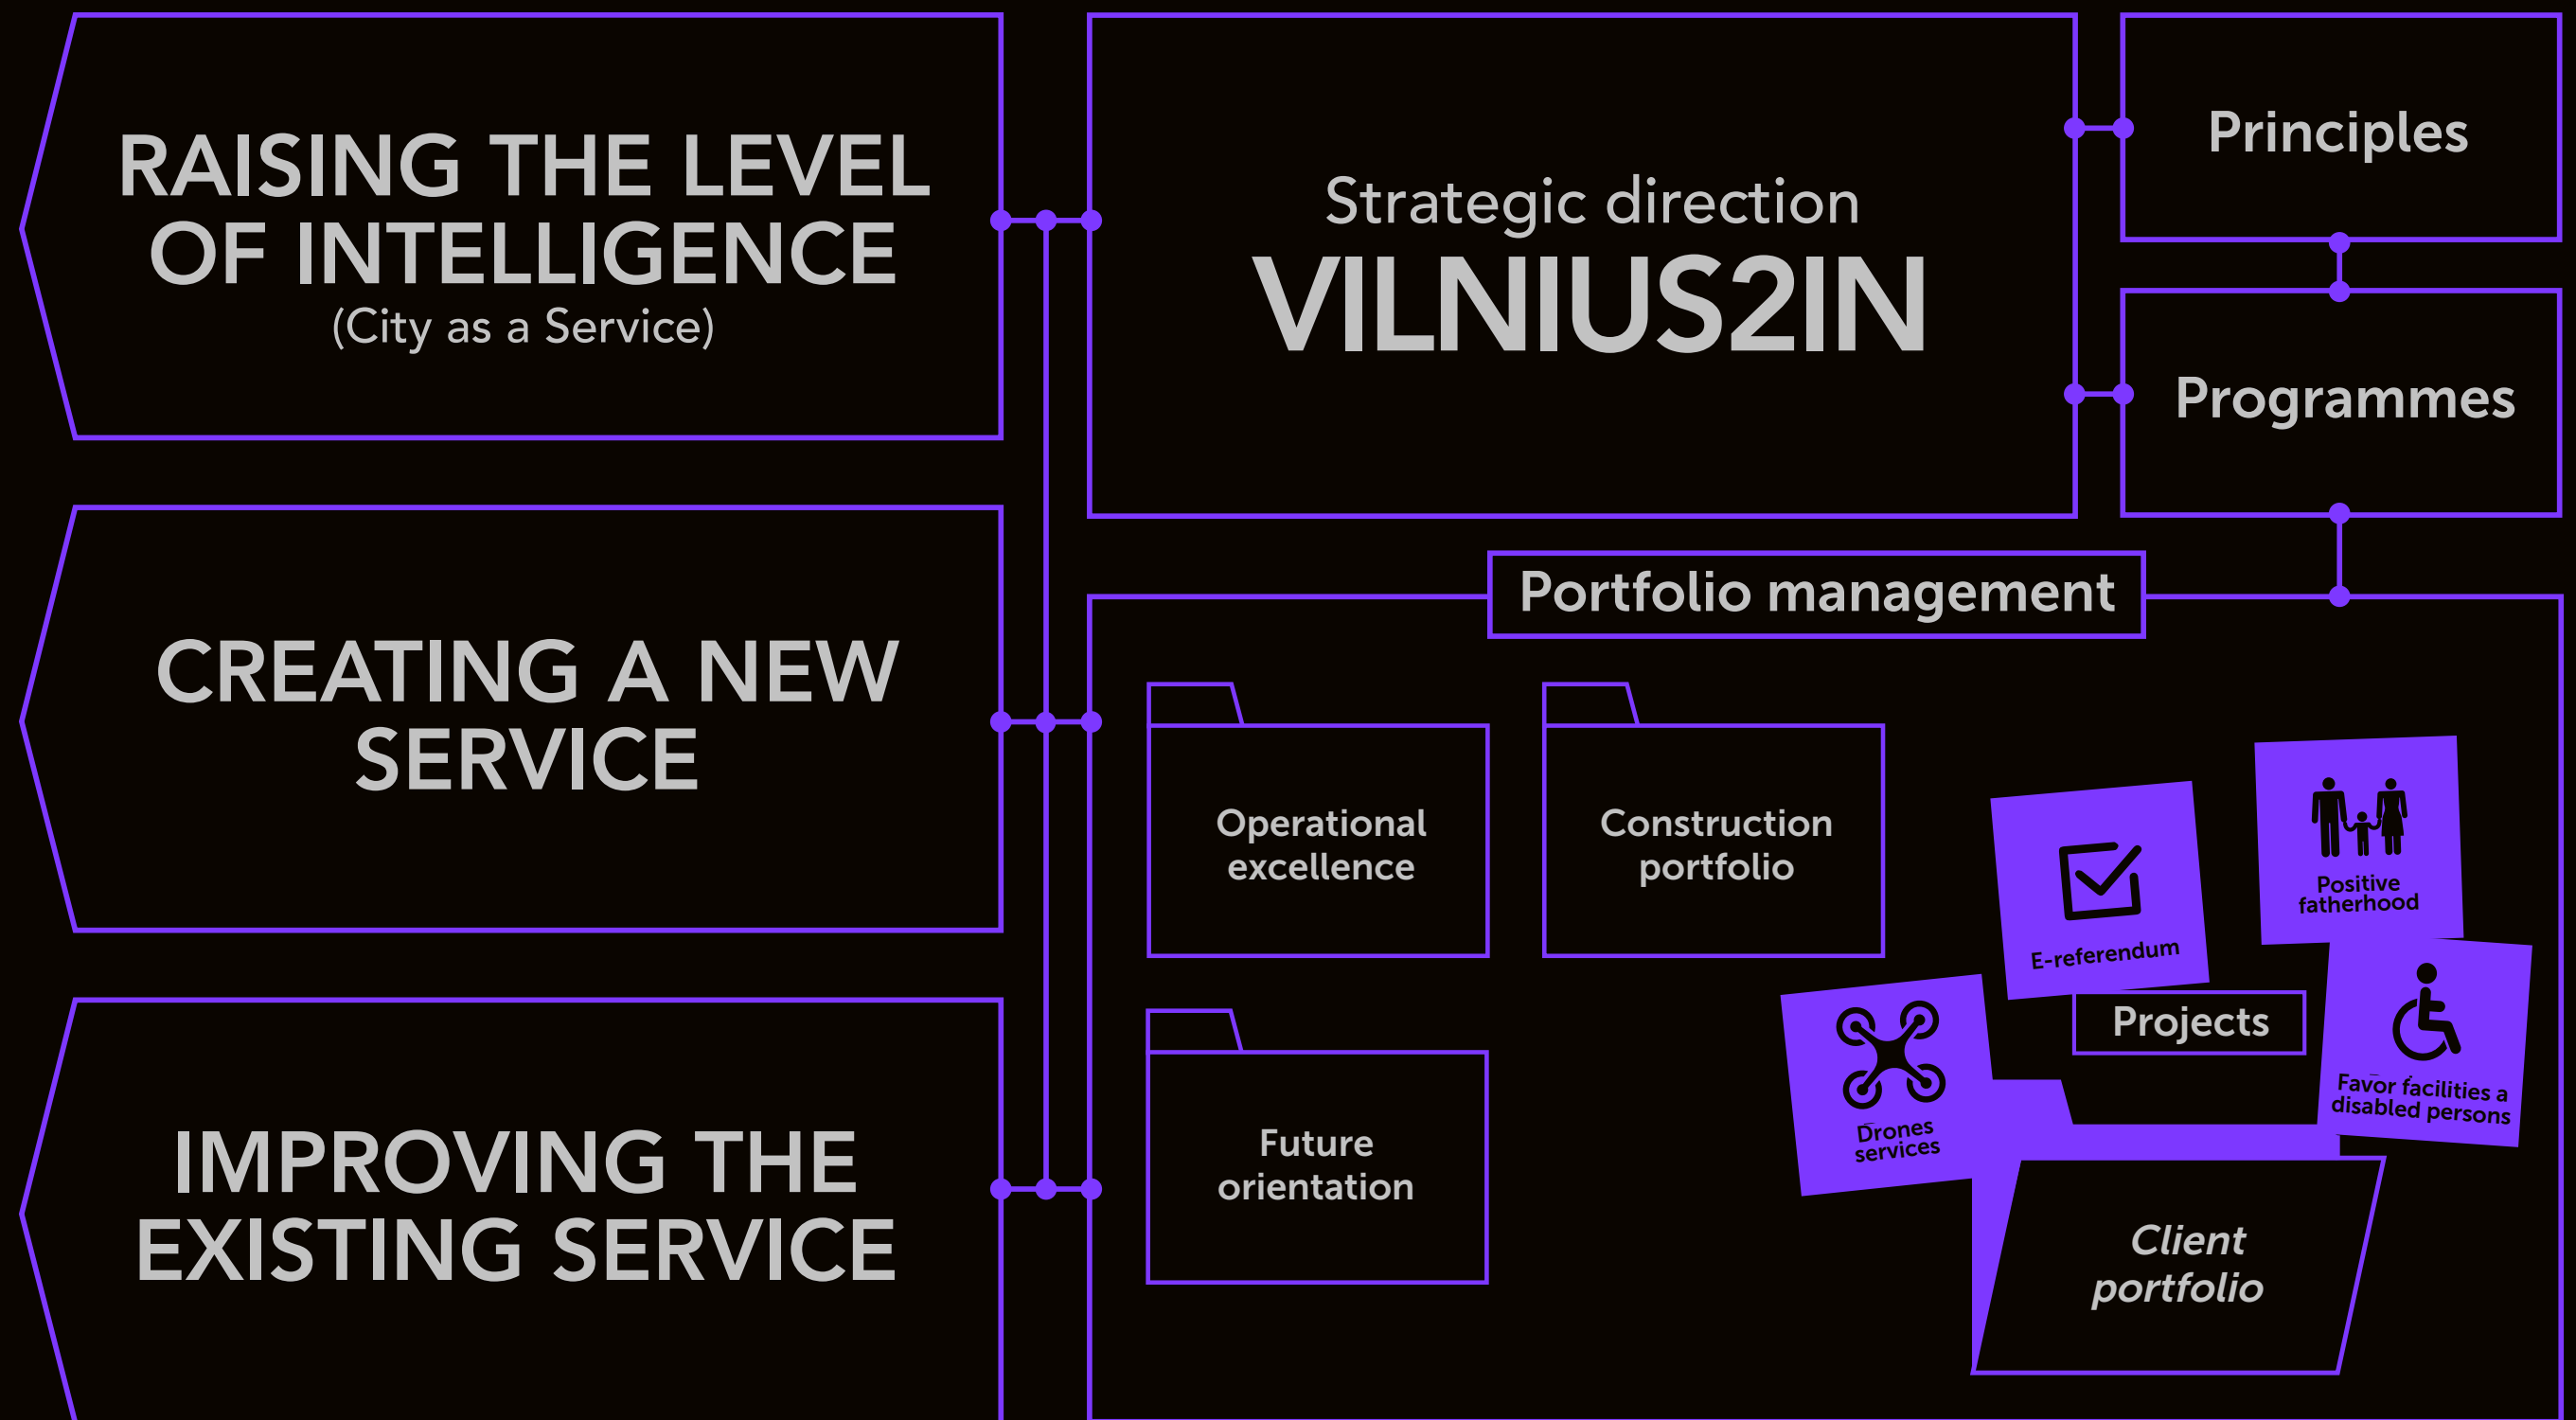 RAISING THE LEVEL
OF INTELLIGENCE
(City as a Service)
Strategic direction
VILNIUS2IN
Principles
Programmes
CREATING A NEW
SERVICE
IMPROVING THE
EXISTING SERVICE
Portfolio management
Operational
excellence
Construction
portfolio
Future
orientation
E-referendum
Positive
fatherhood
Projects
Drones
services
Favor facilities a
disabled persons
Client
portfolio